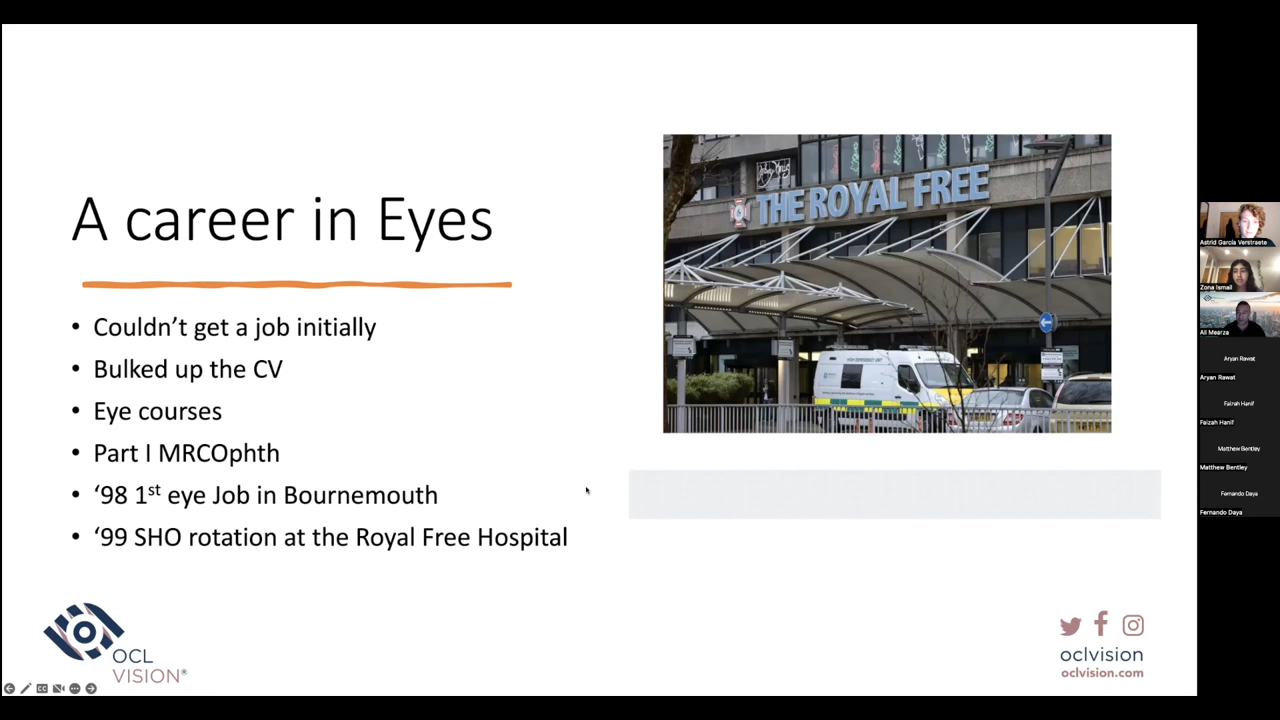 A career in Eyes
• Couldn’t get a job initially
• Bulked up the CV
• Eye courses
• Part I MRCOphth
• ‘98 1st eye Job in Bournemouth
• ‘99 SHO rotation at the Royal Free Hospital
THE ROYAL FREE
OCL
VISION®
oclvision
oclvision.com
Astrid García Verstraete
Zona Ismail
Ali Mearza
Aryan Rawat
Aryan Rawat
Faizah Hanif
Faizah Hanif
Matthew Bentley
Matthew Bentley
Fernando Daya
Fernando Daya